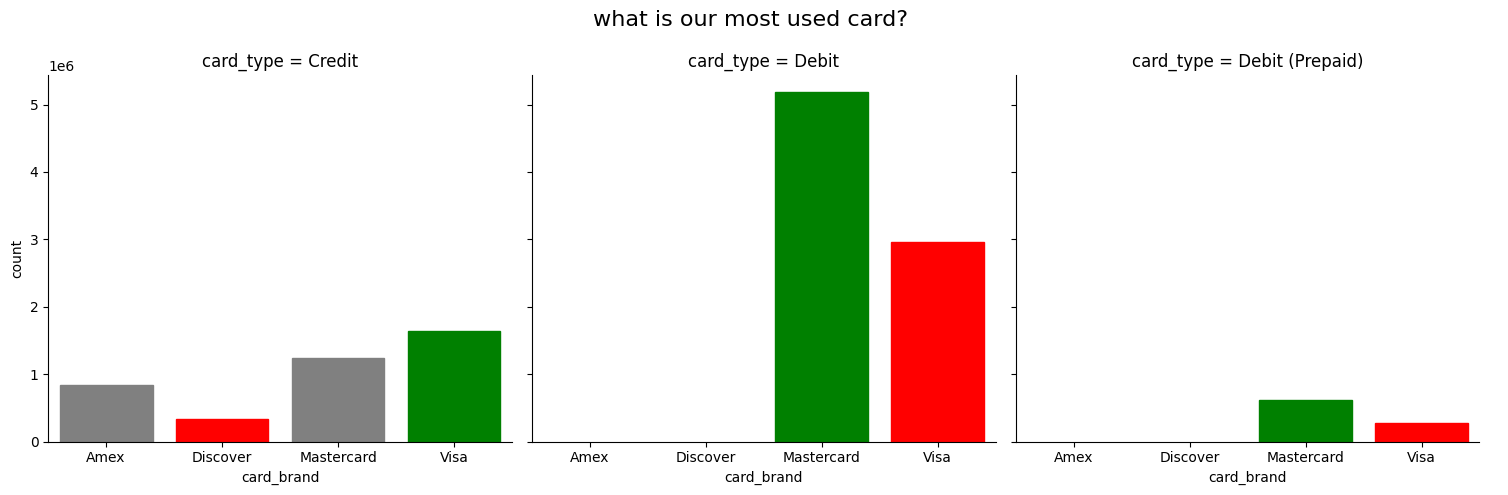 what is our most used card?
card_type = Credit
card_type = Debit
card_type = Debit (Prepaid)
1e6
5
4
3
2
1
0
count
Amex Discover Mastercard Visa
Amex Discover Mastercard Visa
Amex Discover Mastercard Visa
card_brand
card_brand
card_brand